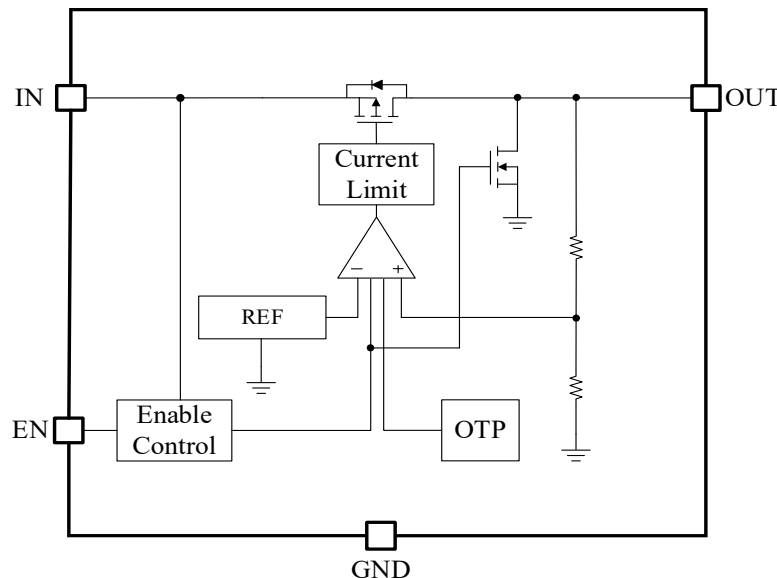 IN
OUT
Current
Limit
− +
REF
EN
Enable
Control
OTP
GND